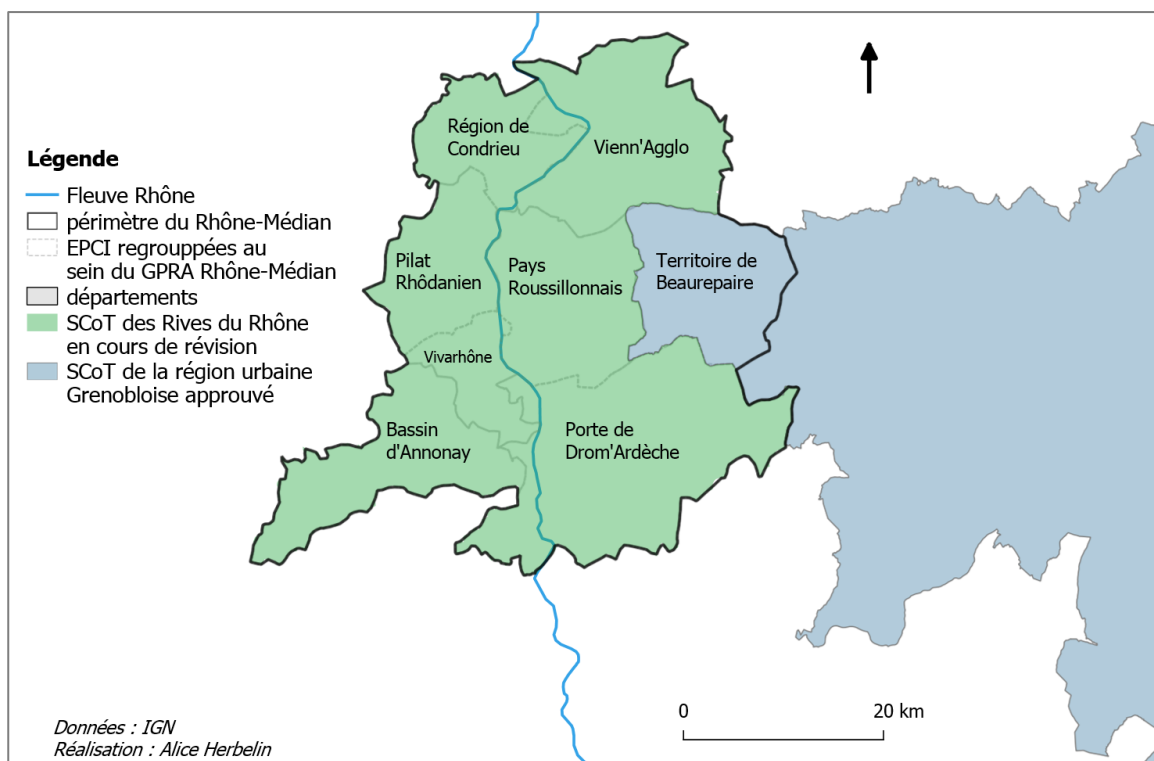 Région de
Condrieu
Vienn'Agglo
Légende
Fleuve Rhône
périmètre du Rhône-Médian
EPCI regrouppées au
sein du GPRA Rhône-Médian
départements
SCoT des Rives du Rhône
en cours de révision
SCoT de la région urbaine
Grenobloise approuvé
Pilat
Rhôdanien
Pays
Roussillonnais
Territoire de
Beaurepaire
Vivarhône
Bassin
d'Annonay
Porte de
Drom'Ardèche
0 20 km
Données : IGN
Réalisation : Alice Herbelin